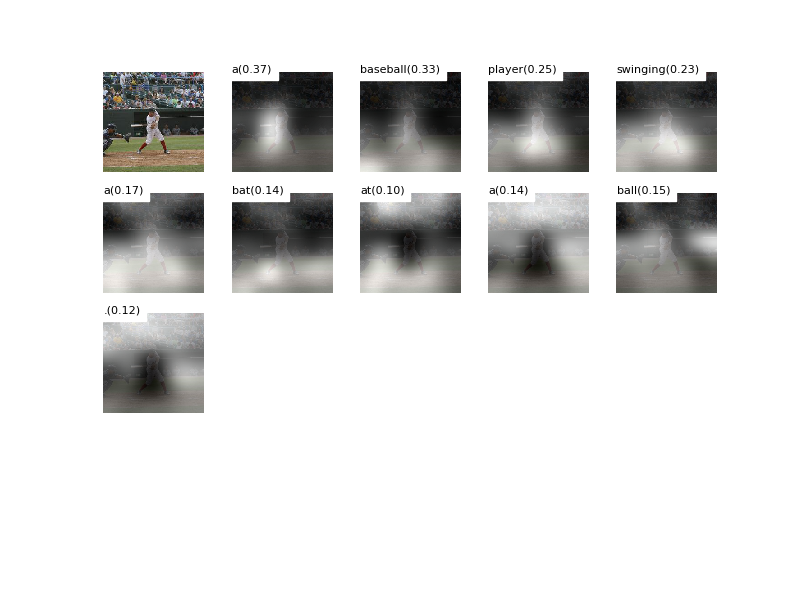 a(0.37) baseball(0.33) player(0.25) swinging(0.23)
a(0.17) bat(0.14) at(0.10) a(0.14) ball(0.15)
.(0.12)